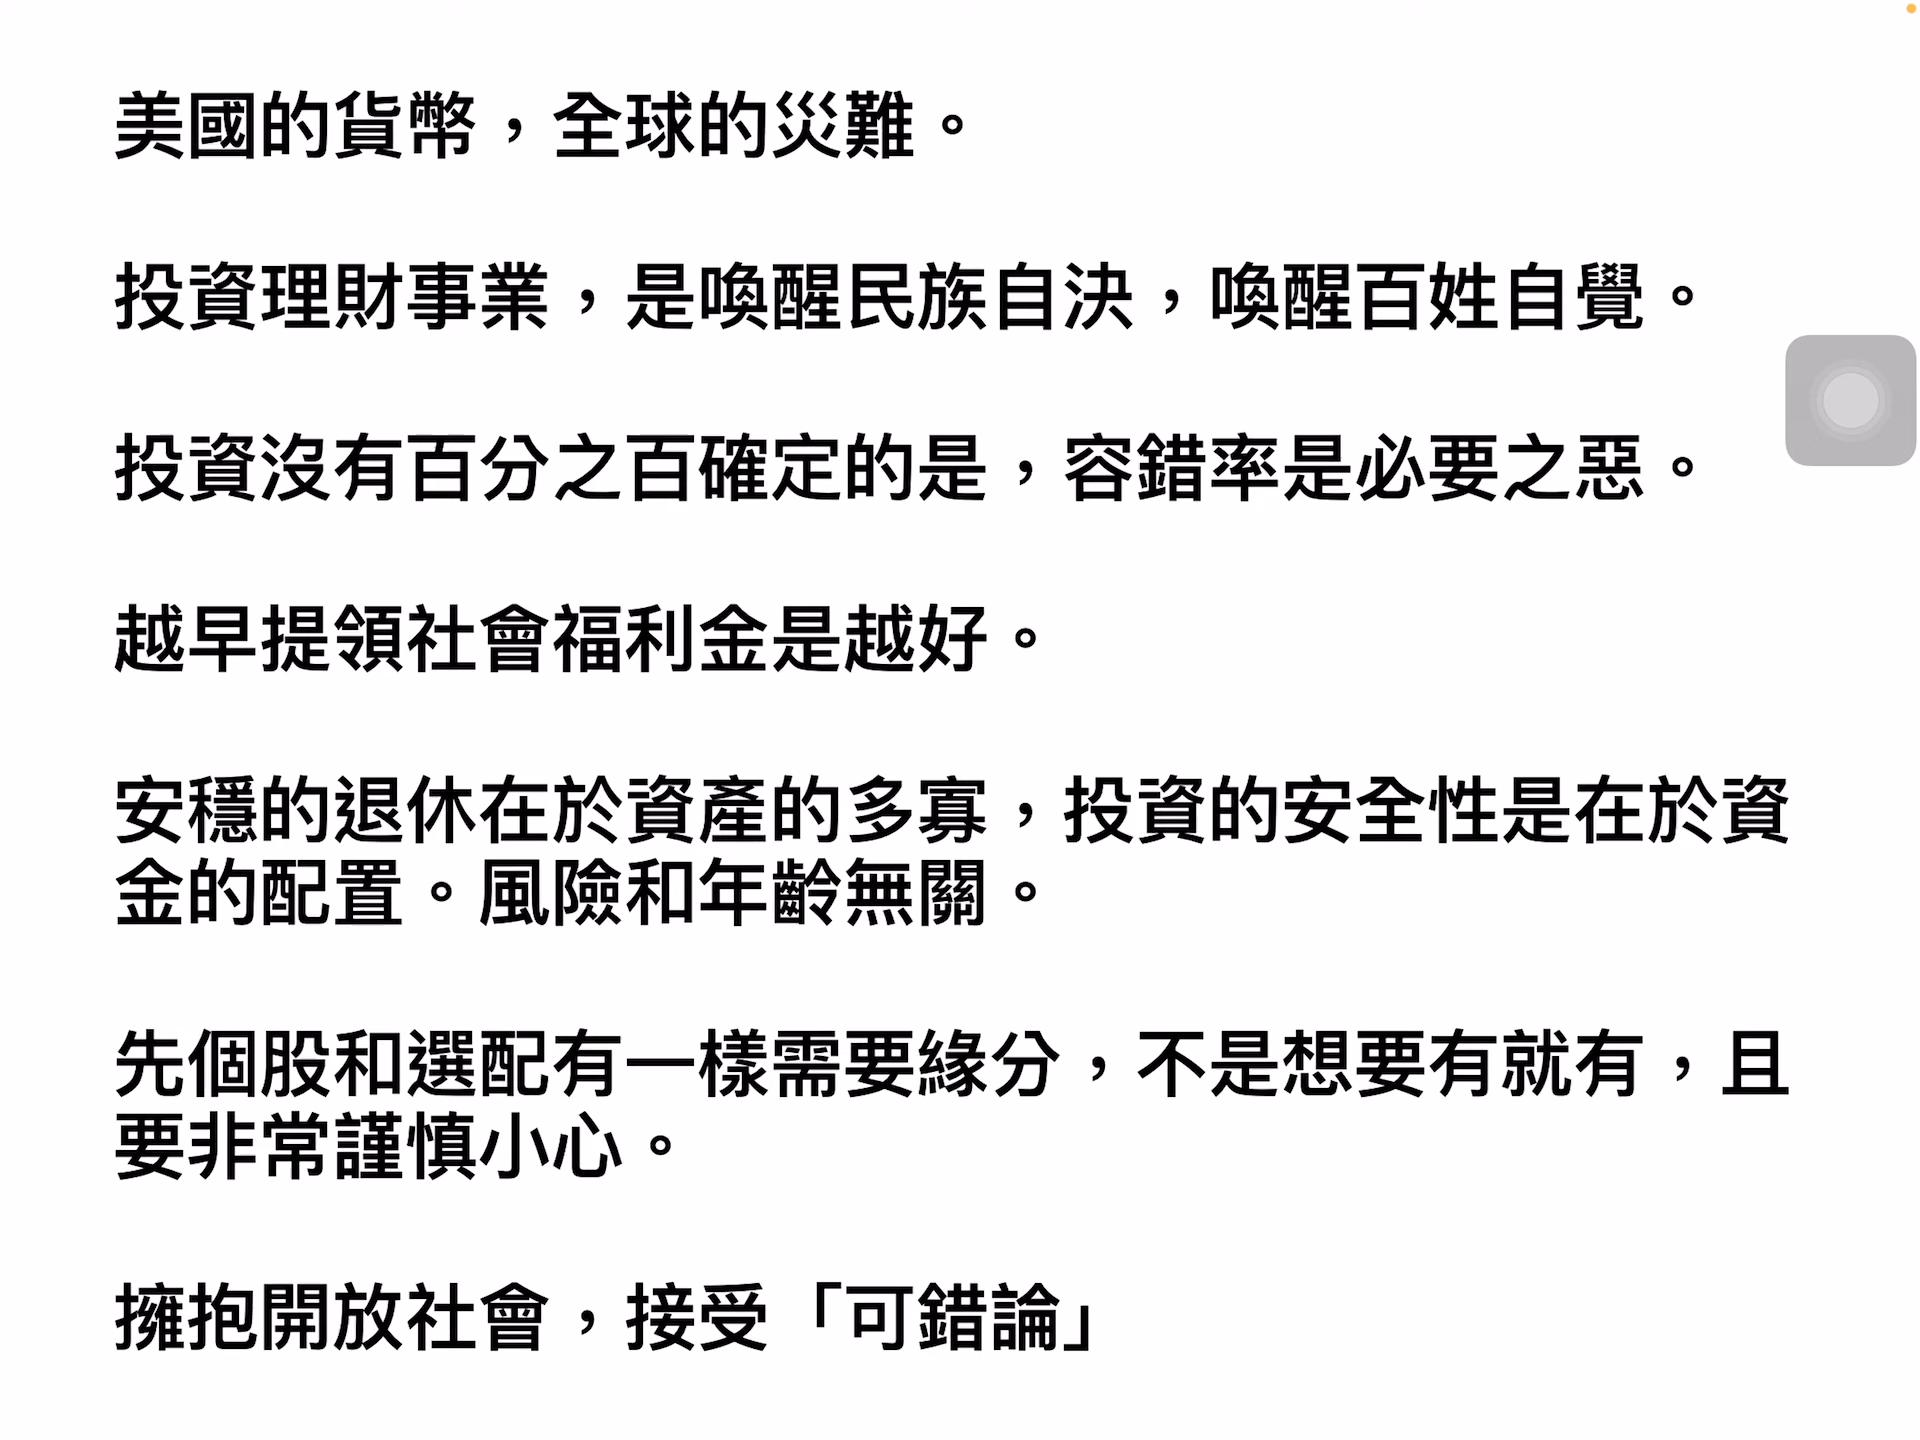 美國的貨幣，全球的災難。
投資理財事業，是喚醒民族自決，喚醒百姓自覺。
投資沒有百分之百確定的是，容錯率是必要之惡。
越早提領社會福利金是越好。
安穩的退休在於資產的多寡，投資的安全性是在於資
金的配置。風險和年齡無關。
先個股和選配有一樣需要緣分，不是想要有就有，且
要非常謹慎小心。
擁抱開放社會，接受「可錯論」